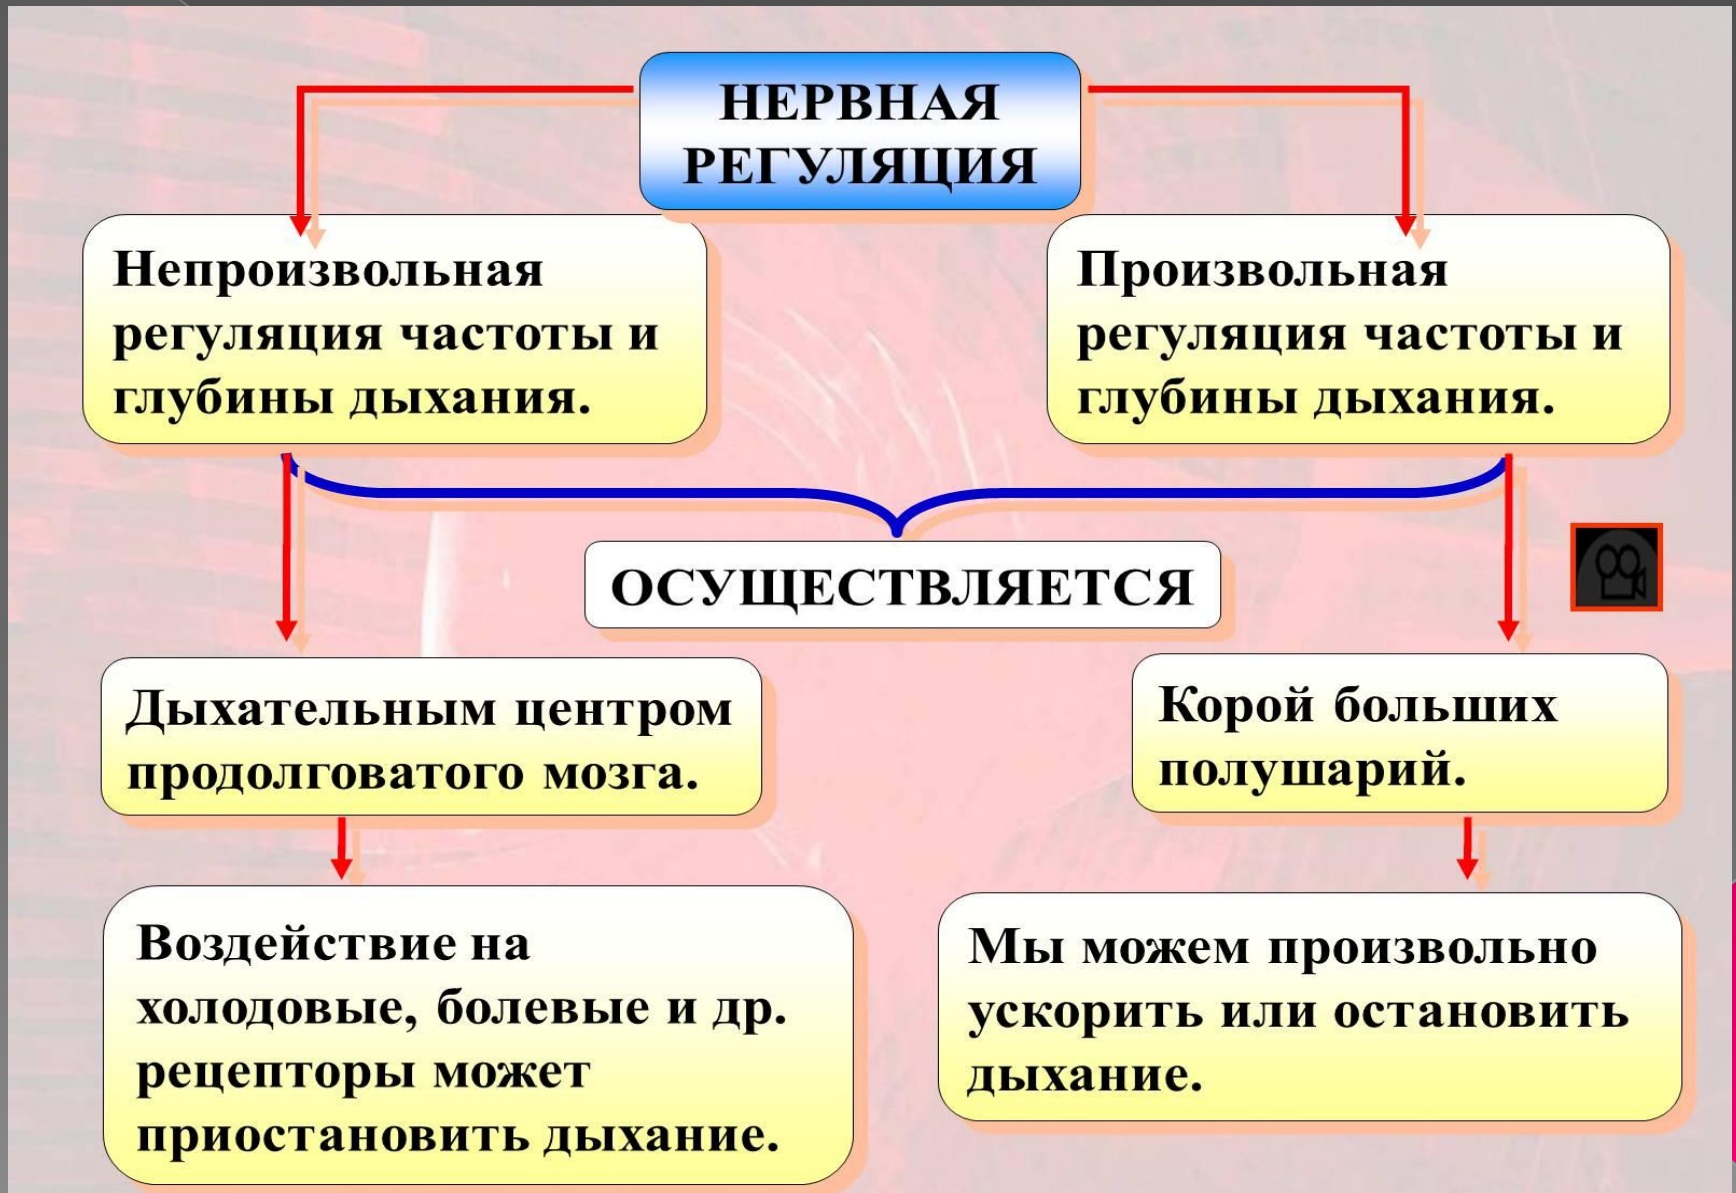 НЕРВНАЯ
РЕГУЛЯЦИЯ
Непроизвольная
регуляция частоты и
глубины дыхания.
Произвольная
регуляция частоты и
глубины дыхания.
ОСУЩЕСТВЛЯЕТСЯ
Дыхательным центром
продолговатого мозга.
Корой больших
полушарий.
Воздействие на
холодовые, болевые и др.
рецепторы может
приостановить дыхание.
Мы можем произвольно
ускорить или остановить
дыхание.